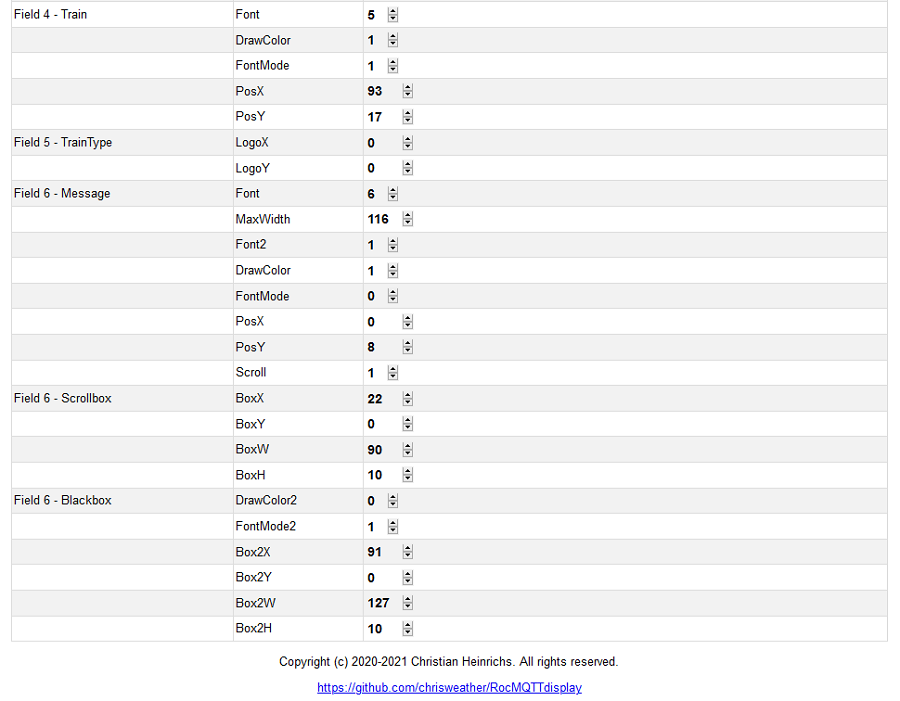 Field 4 - Train Font 5
DrawColor 1
FontMode 1
PosX 93
PosY 17
Field 5 - TrainType LogoX 0
LogoY 0
Field 6 - Message Font 6
MaxWidth 116
Font2 1
DrawColor 1
FontMode 0
PosX 0
PosY 8
Scroll 1
Field 6 - Scrollbox BoxX 22
BoxY 0
BoxW 90
BoxH 10
Field 6 - Blackbox DrawColor2 0
FontMode2 1
Box2X 91
Box2Y 0
Box2W 127
Box2H 10
Copyright (c) 2020-2021 Christian Heinrichs. All rights reserved.
https://github.com/chrisweather/RocMQTTdisplay